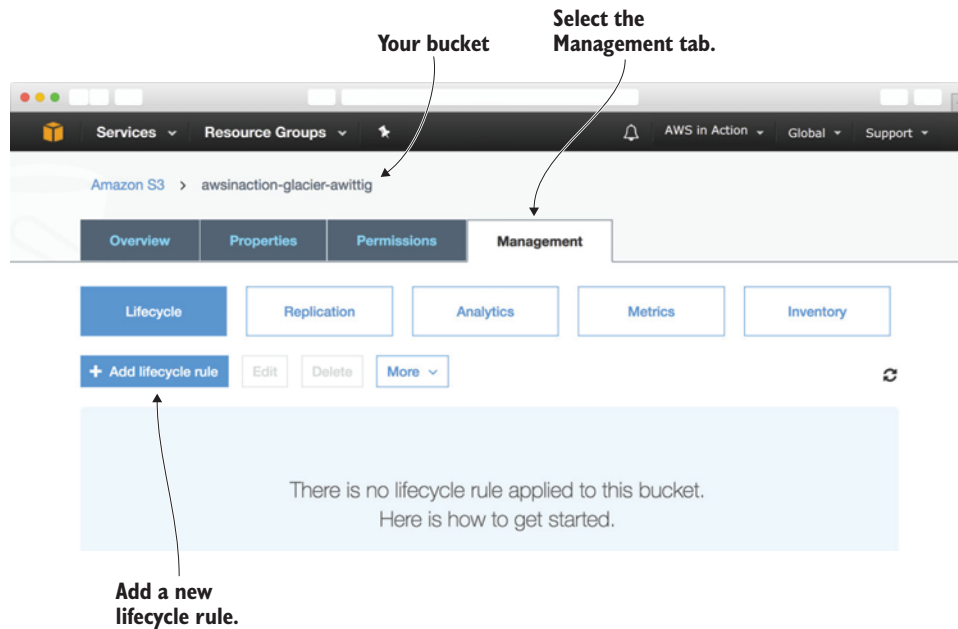 Select the
Your bucket Management tab.
Services Resource Groups AWS in Action Global Support
Amazon S3 > awsinaction-glacier-awittig
Overview Properties Permissions Management
Lifecycle Replication Analytics Metrics Inventory
+ Add lifecycle rule Edit Delete More
There is no lifecycle rule applied to this bucket.
Here is how to get started.
Add a new
lifecycle rule.